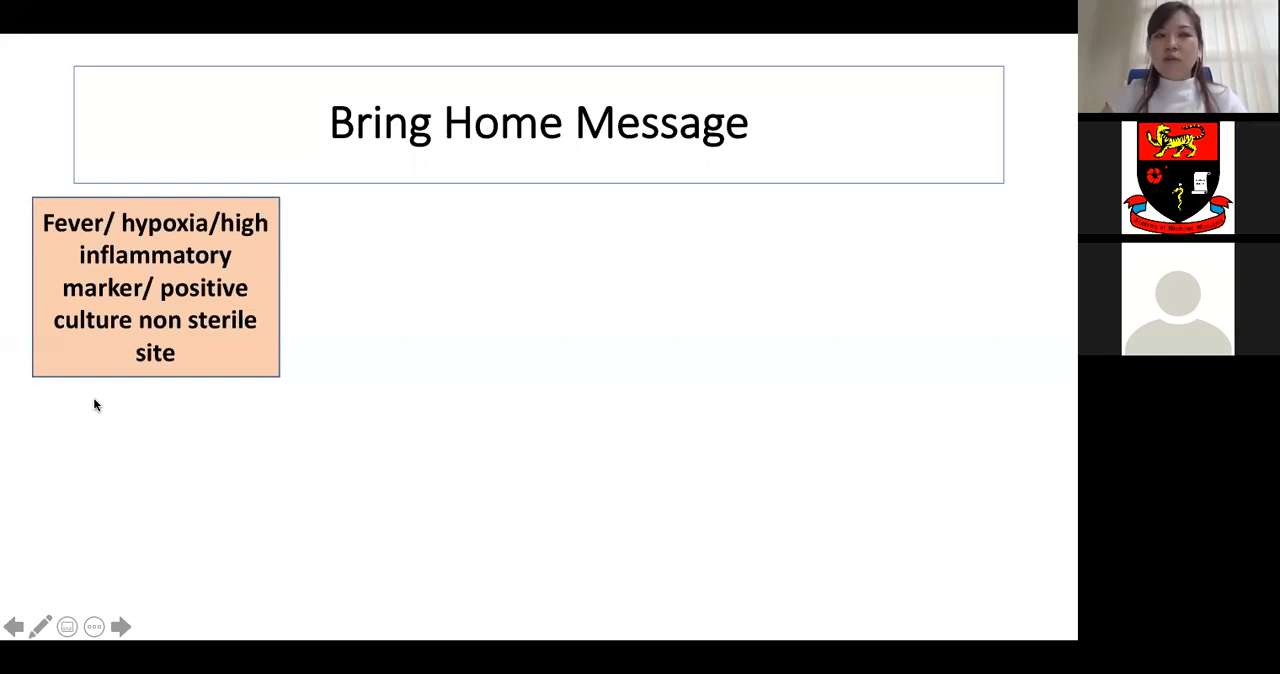 Bring Home Message
Fever/ hypoxia/high
inflammatory
marker/ positive
culture non sterile
site